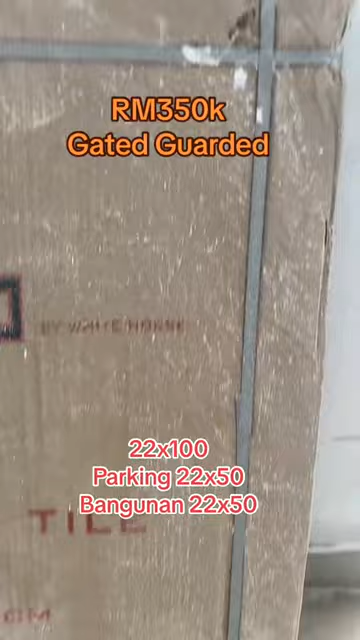 RM350k
Gated Guarded
BY WHITE HORSE
22x100
Parking 22x50
Bangunan 22x50
TILE